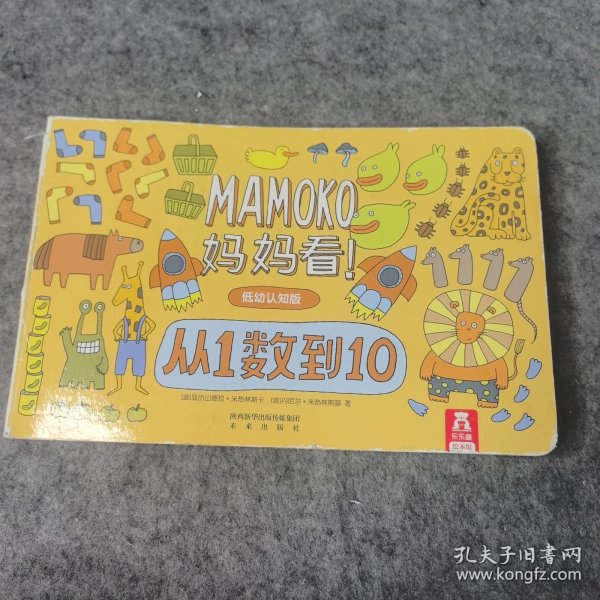 MAMOKO
妈妈看!
低幼认知版
从1数到10
(波)亚历山德拉·米热林斯卡 (波)丹尼尔·米热林斯基 著
陕西新华出版传媒集团
未来出版社
乐乐趣
绘本馆
孔夫子旧书网
www.kongfz.com